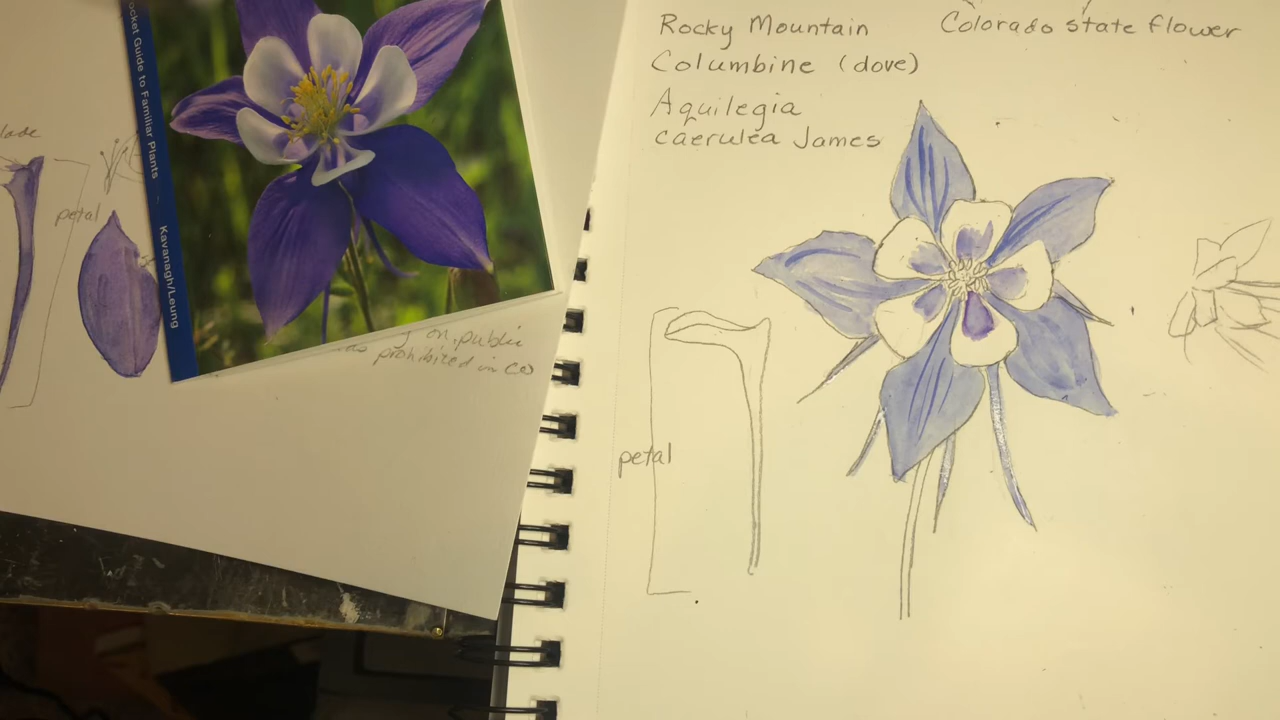 ocket Guide to Familiar Plants
Kavanagh/Leung
lade
petal
on public
prohibited in CO
Rocky Mountain
Columbine (dove)
Aquilegia
caerulea James
Colorado state flower
petal